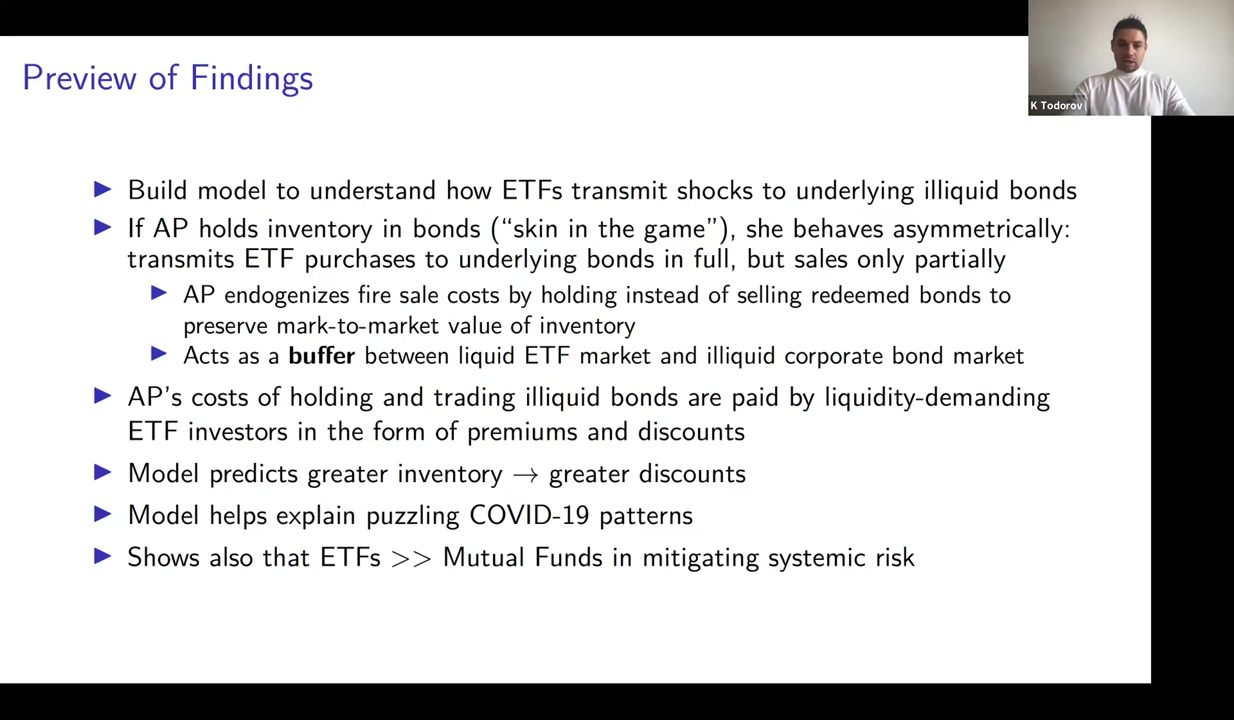 Preview of Findings
K Todorov
▶ Build model to understand how ETFs transmit shocks to underlying illiquid bonds
▶ If AP holds inventory in bonds (“skin in the game”), she behaves asymmetrically:
transmits ETF purchases to underlying bonds in full, but sales only partially
▶ AP endogenizes fire sale costs by holding instead of selling redeemed bonds to
preserve mark-to-market value of inventory
▶ Acts as a buffer between liquid ETF market and illiquid corporate bond market
▶ AP’s costs of holding and trading illiquid bonds are paid by liquidity-demanding
ETF investors in the form of premiums and discounts
▶ Model predicts greater inventory → greater discounts
▶ Model helps explain puzzling COVID-19 patterns
▶ Shows also that ETFs >> Mutual Funds in mitigating systemic risk